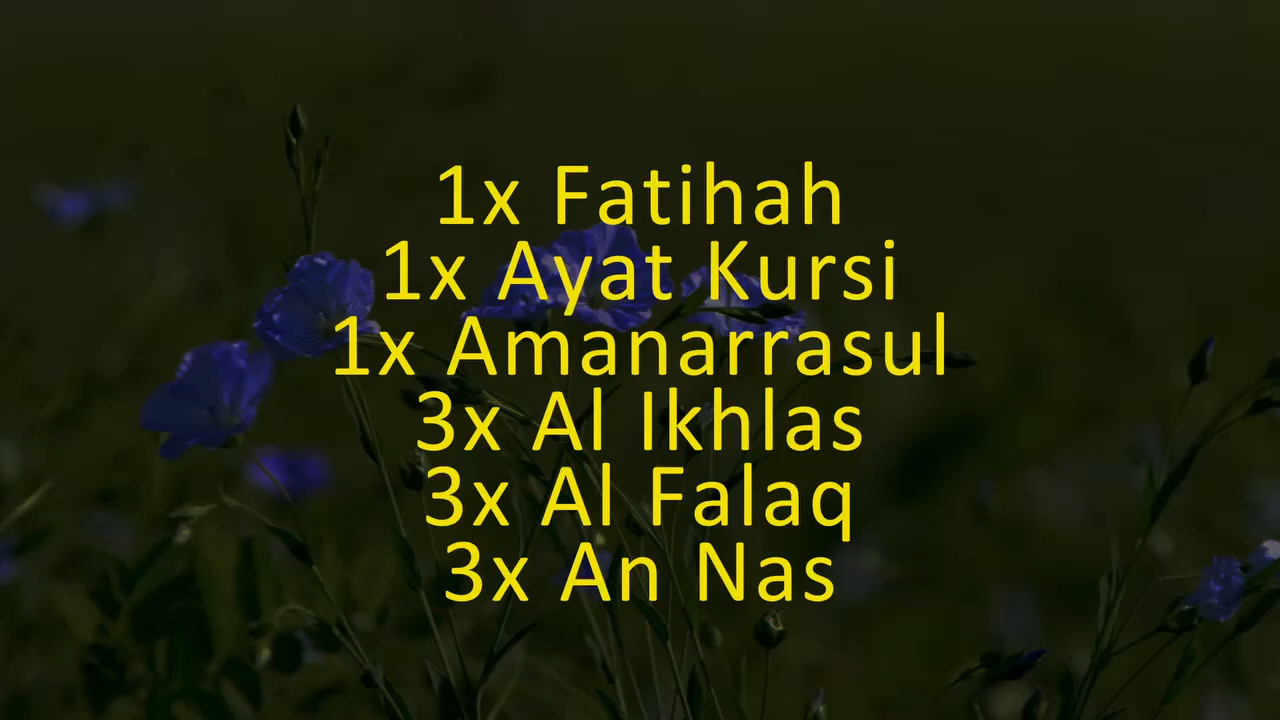 1x Fatihah
1x Ayat Kursi
1x Amanarrasul
3x Al Ikhlas
3x Al Falaq
3x An Nas